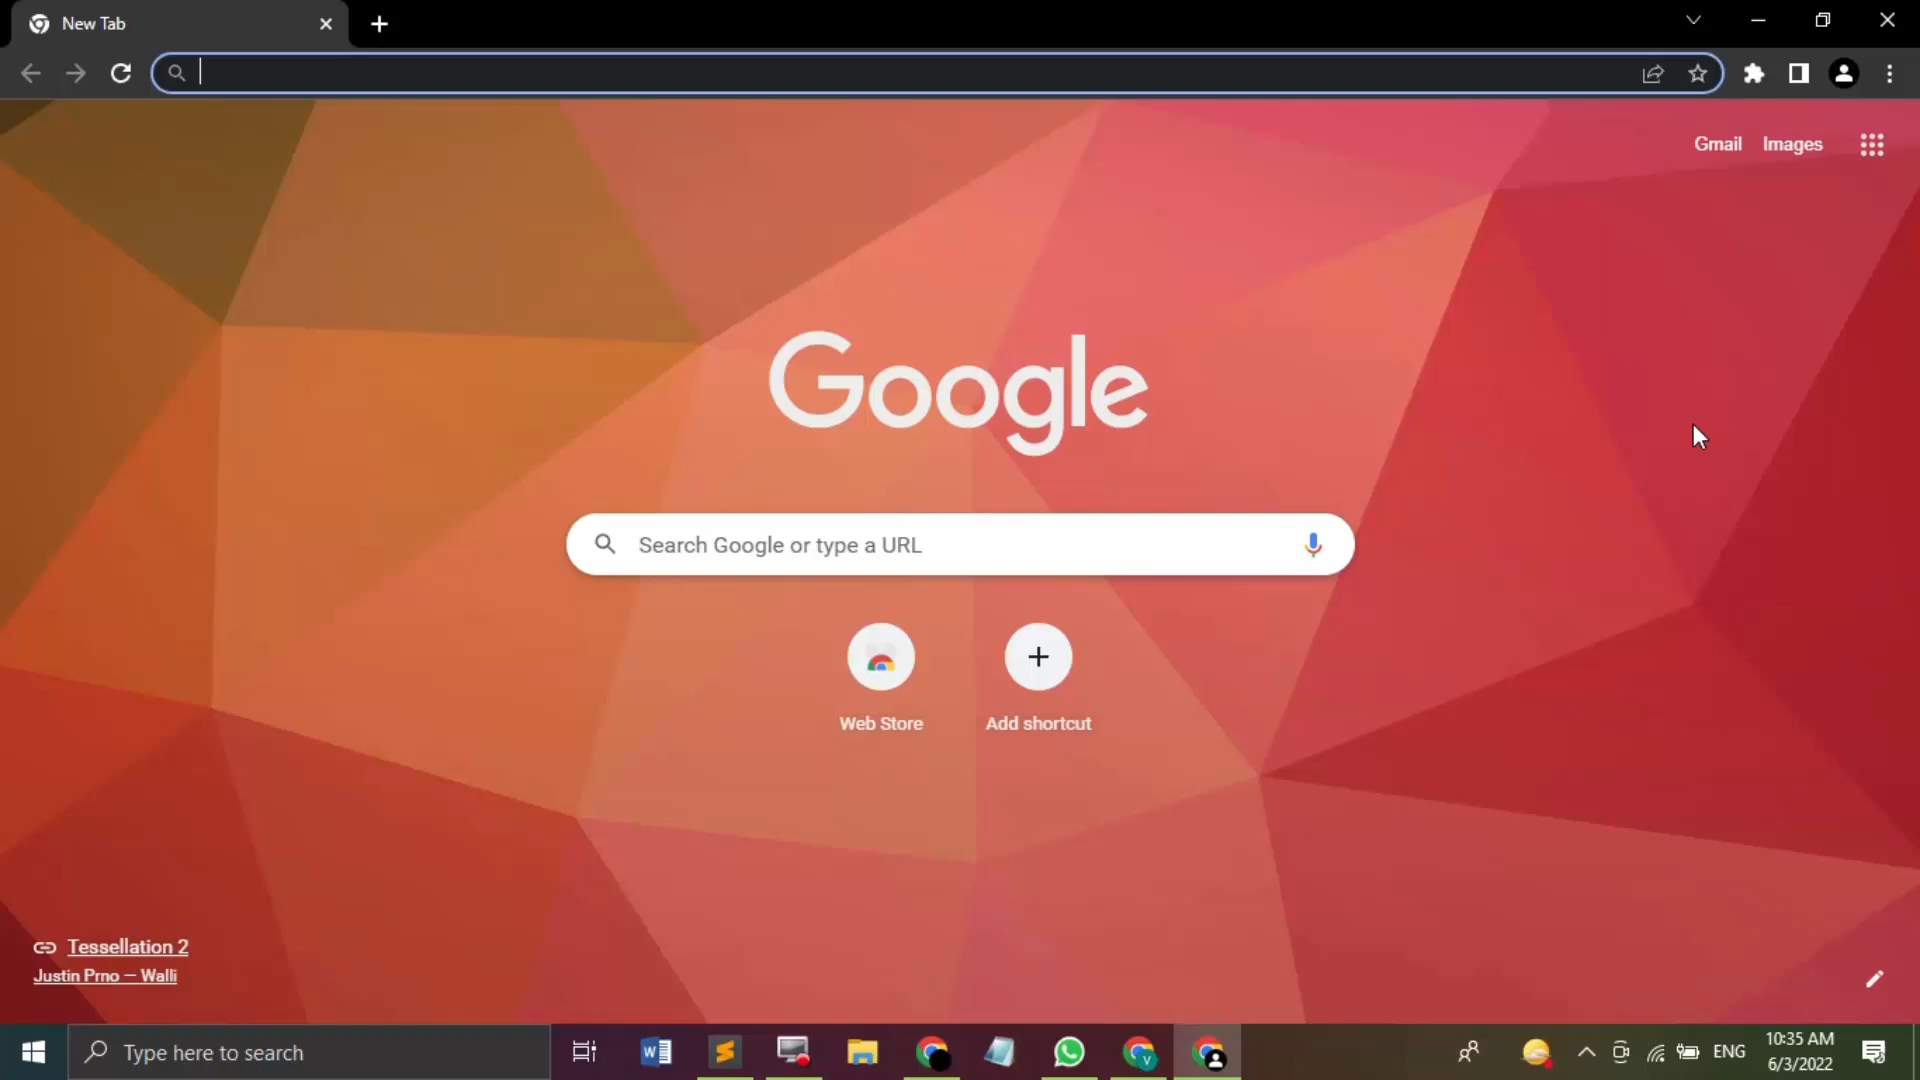 New Tab
Gmail Images
Google
Search Google or type a URL
Web Store
Add shortcut
Tessellation 2
Justin Prno — Walli
Type here to search
V
ENG
10:35 AM
6/3/2022